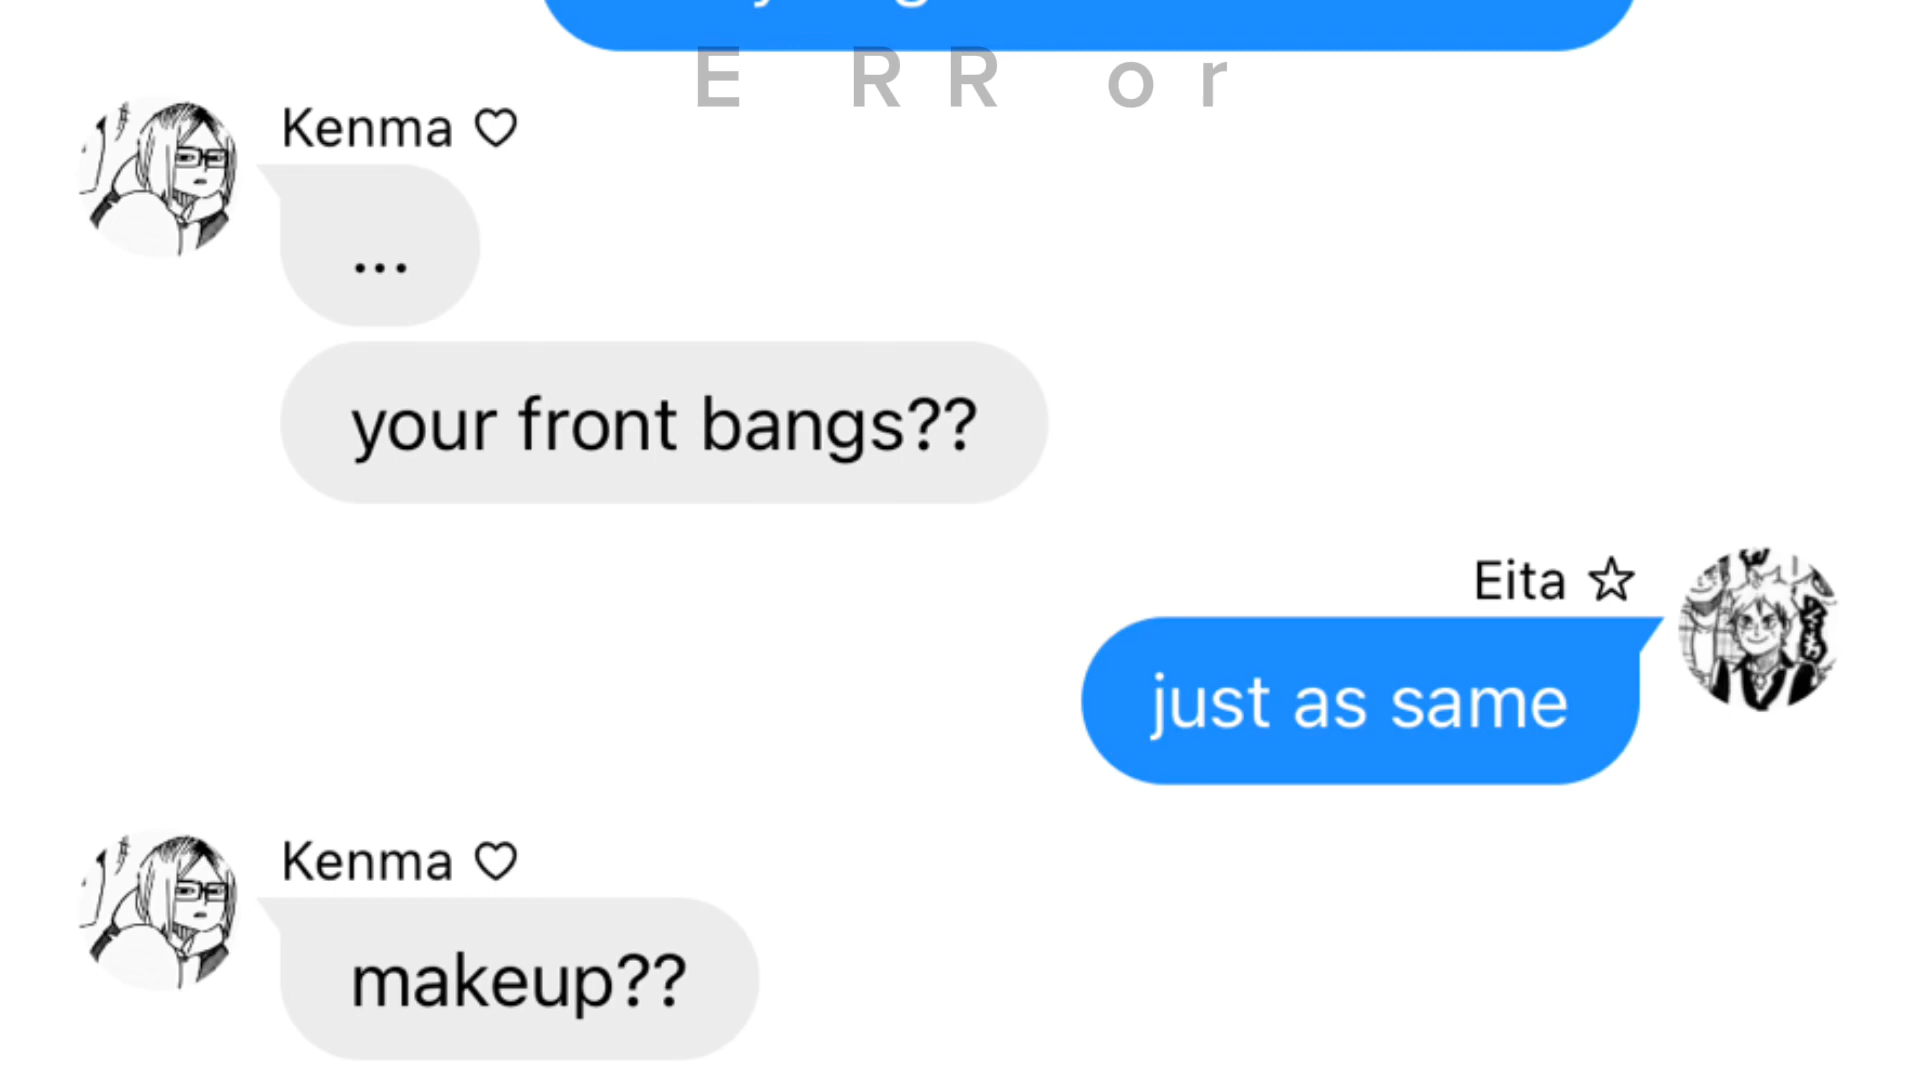 E RR or
Kenma ♡
...
your front bangs??
Eita ☆
just as same
Kenma ♡
makeup??